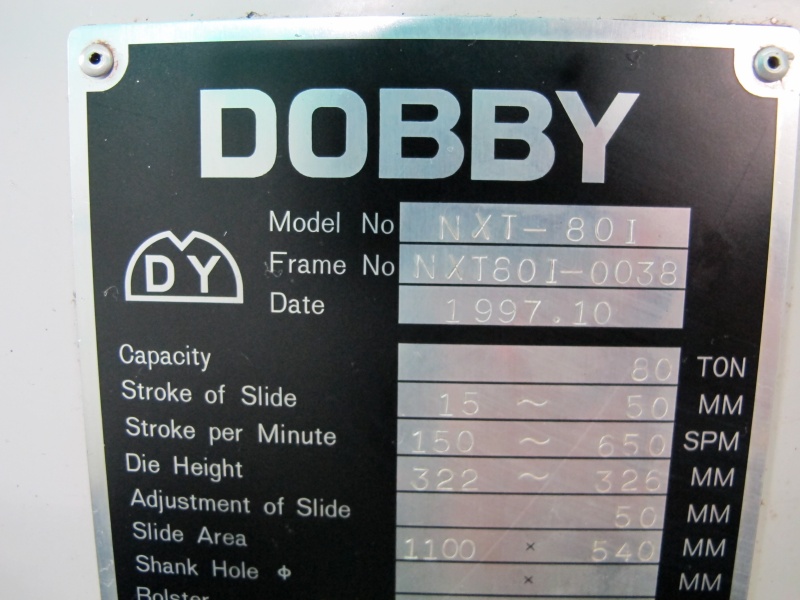 DOBBY
DY
Model No NXT-80I
Frame No NXT80I-0038
Date 1997.10
Capacity 80 TON
Stroke of Slide 15 ~ 50 MM
Stroke per Minute 150 ~ 650 SPM
Die Height 322 ~ 326 MM
Adjustment of Slide 50 MM
Slide Area 1100 × 540 MM
Shank Hole ϕ × MM
Bolster